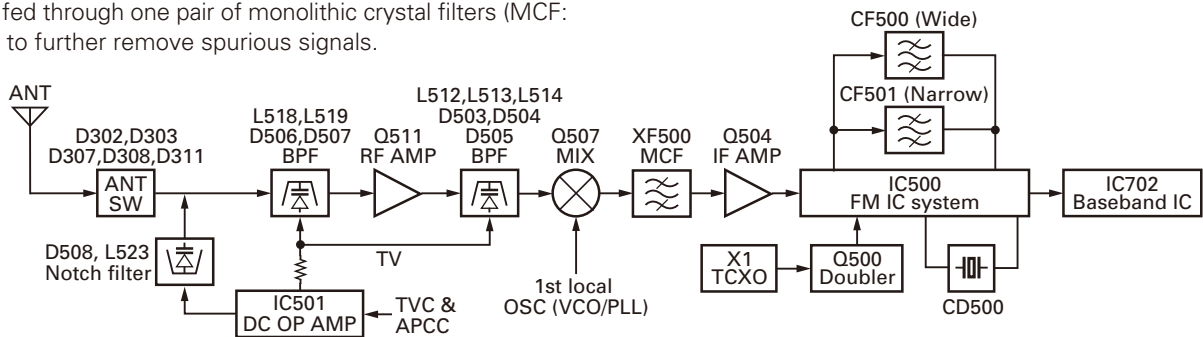 fed through one pair of monolithic crystal filters (MCF:
to further remove spurious signals.
CF500 (Wide)
CF501 (Narrow)
ANT
D302,D303
D307,D308,D311
ANT
SW
L518,L519
D506,D507
BPF
Q511
RF AMP
L512,L513,L514
D503,D504
D505
BPF
Q507
MIX
XF500
MCF
Q504
IF AMP
IC500
FM IC system
IC702
Baseband IC
D508, L523
Notch filter
TV
IC501
DC OP AMP
TVC &
APCC
1st local
OSC (VCO/PLL)
X1
TCXO
Q500
Doubler
CD500